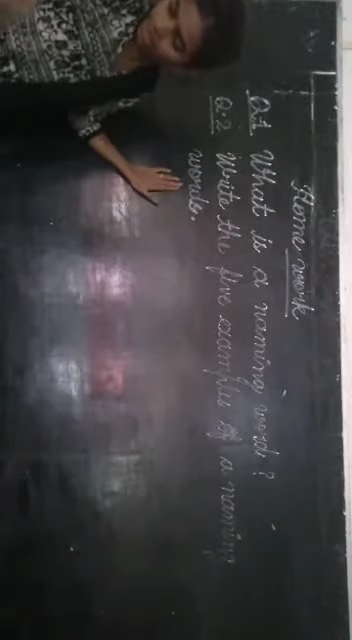 Home work
Q.1 What is a naming word?
Q.2 Write the five examples of a naming
words.